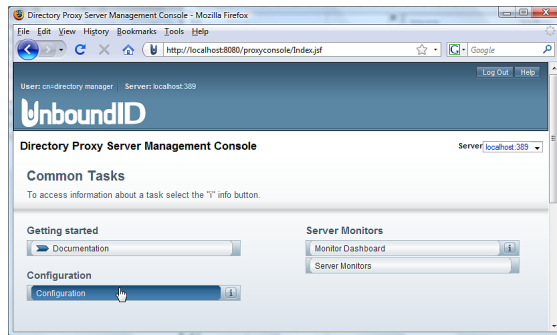 Directory Proxy Server Management Console - Mozilla Firefox
File Edit View History Bookmarks Tools Help
http://localhost:8080/proxyconsole/Index.jsf
G Google
Log Out Help
User: cn=directory manager Server: localhost:389
UnboundID
Directory Proxy Server Management Console
Server localhost:389
Common Tasks
To access information about a task select the "i" info button.
Getting started
Server Monitors
Documentation
Monitor Dashboard i
Server Monitors
Configuration
Configuration i